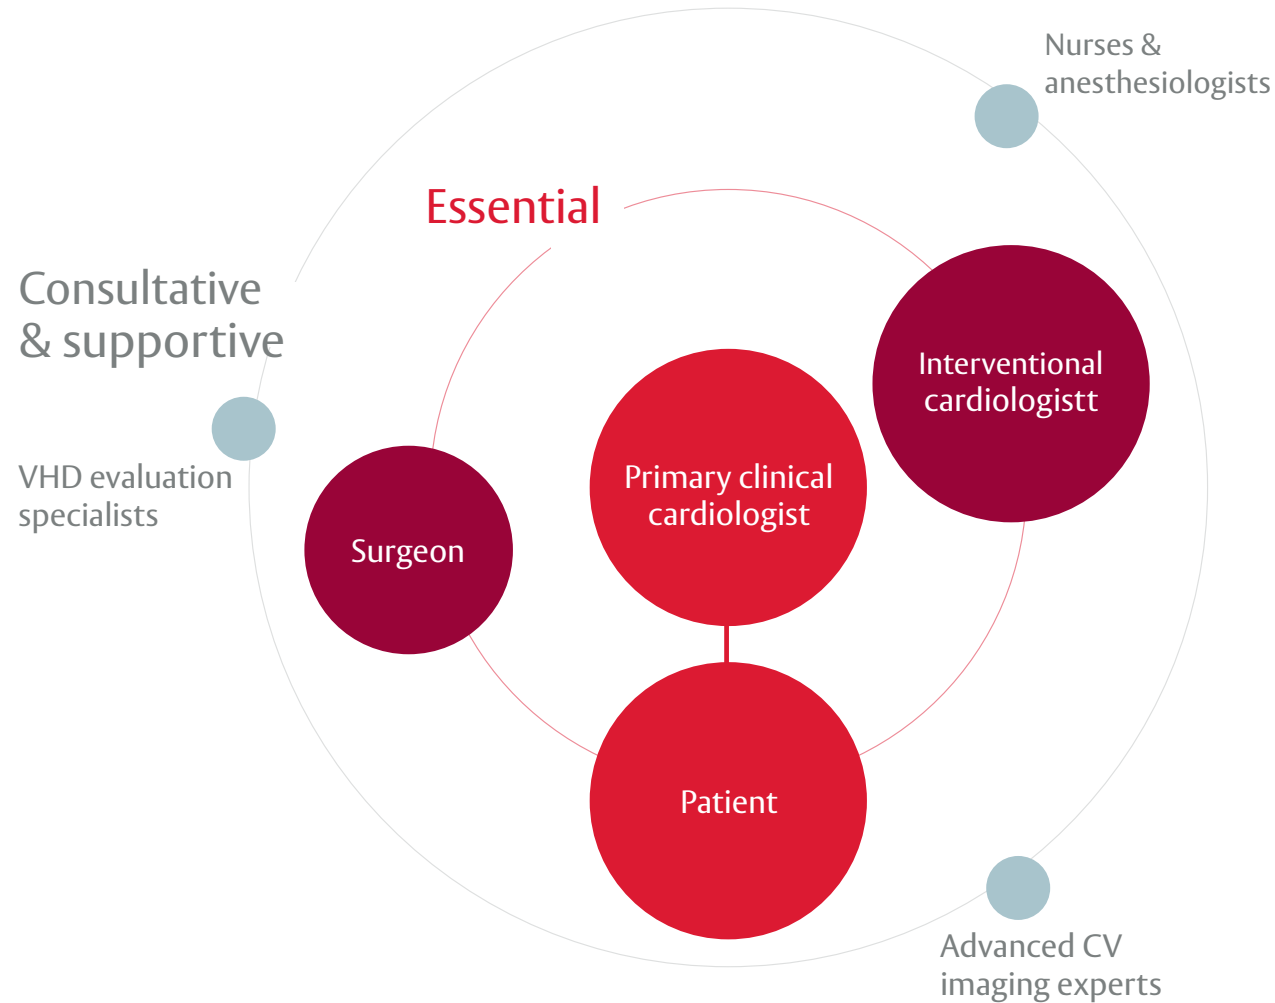 Nurses &
anesthesiologists
Essential
Consultative
& supportive
Interventional
cardiologistt
Primary clinical
cardiologist
VHD evaluation
specialists
Surgeon
Patient
Advanced CV
imaging experts